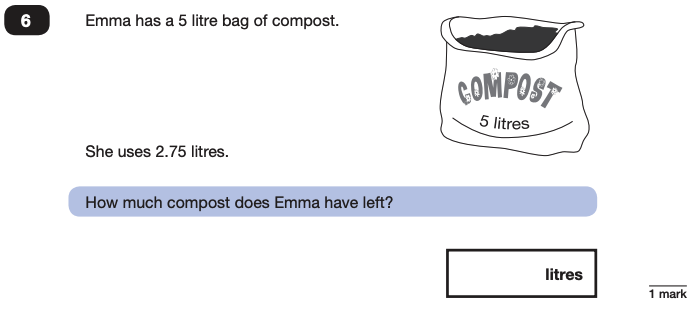 6
Emma has a 5 litre bag of compost.
COMPOST
5 litres
She uses 2.75 litres.
How much compost does Emma have left?
litres
1 mark